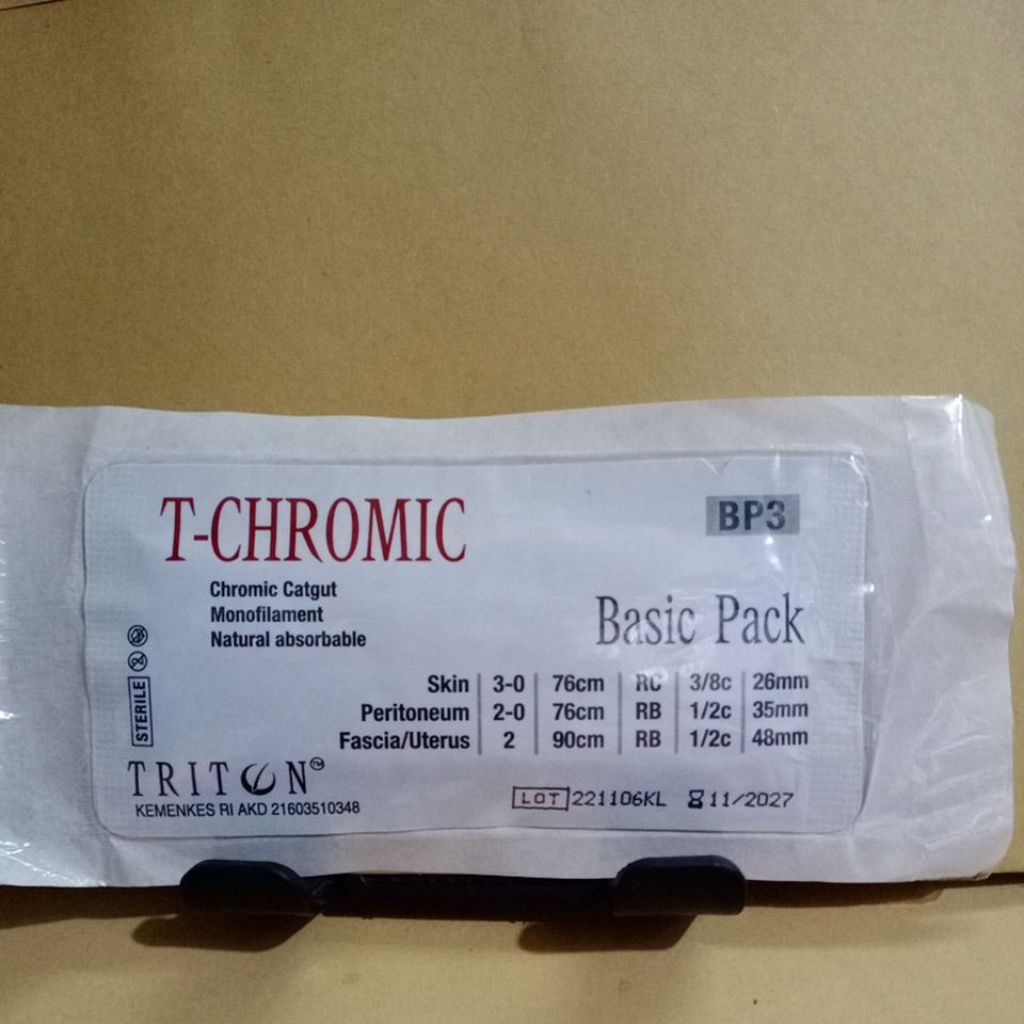 T-CHROMIC
BP3
Chromic Catgut
Monofilament
Natural absorbable
Basic Pack
Skin 3-0 76cm RC 3/8c 26mm
Peritoneum 2-0 76cm RB 1/2c 35mm
Fascia/Uterus 2 90cm RB 1/2c 48mm
STERILE
TRITON™
KEMENKES RI AKD 21603510348
LOT 221106KL 11/2027